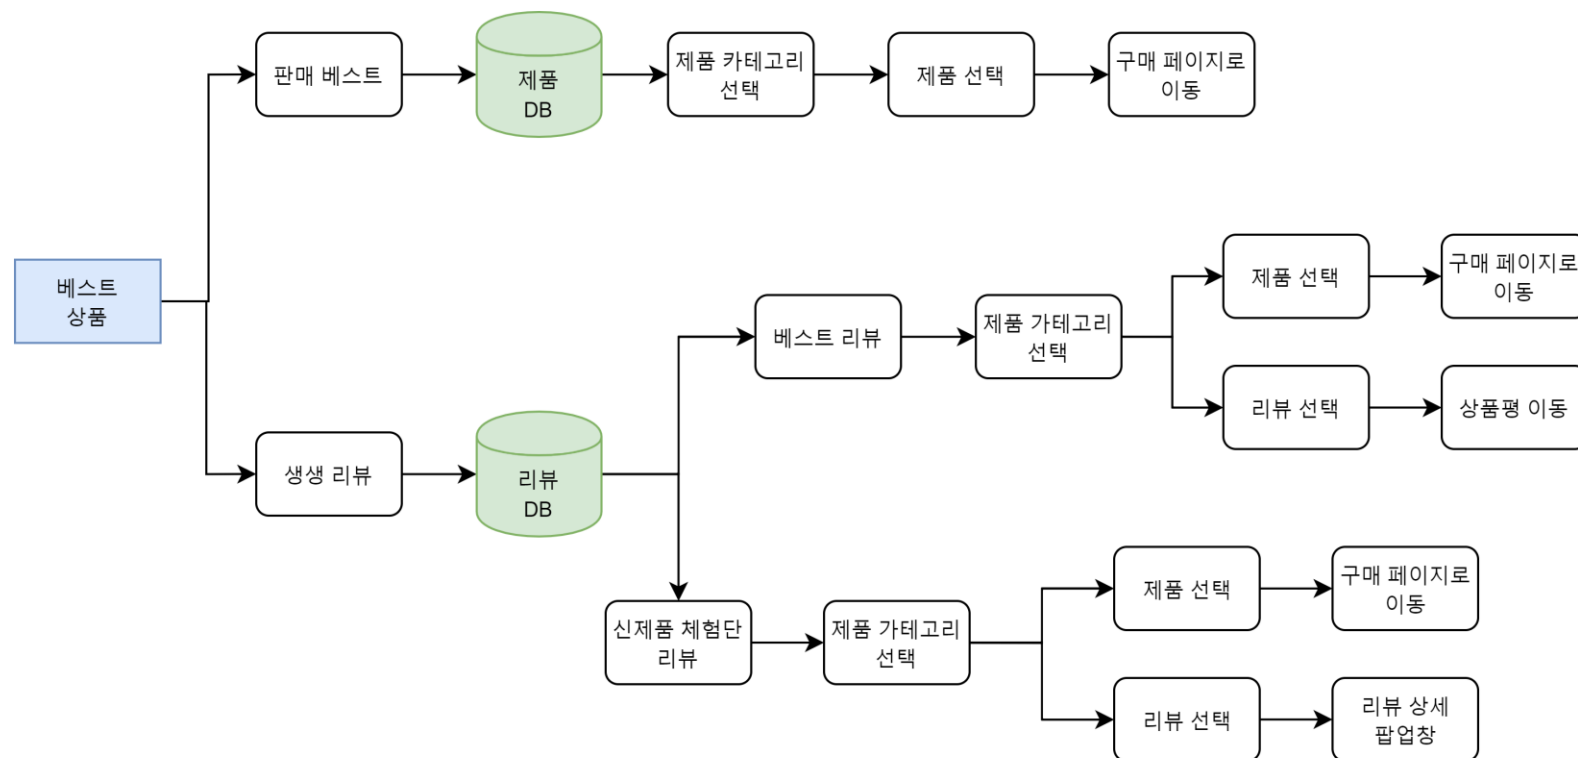 판매 베스트
제품
DB
제품 카테고리
선택
제품 선택
구매 페이지로
이동
베스트
상품
제품 선택
구매 페이지로
이동
베스트 리뷰
제품 가테고리
선택
리뷰 선택
상품평 이동
생생 리뷰
리뷰
DB
제품 선택
구매 페이지로
이동
신제품 체험단
리뷰
제품 가테고리
선택
리뷰 선택
리뷰 상세
팝업창